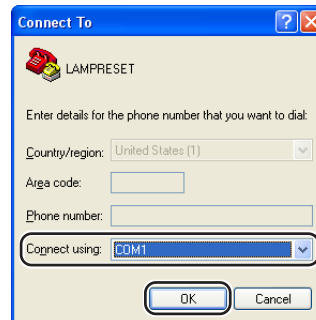 Connect To
LAMPRESET
Enter details for the phone number that you want to dial:
Country/region: United States (1)
Area code:
Phone number:
Connect using: COM1
OK Cancel